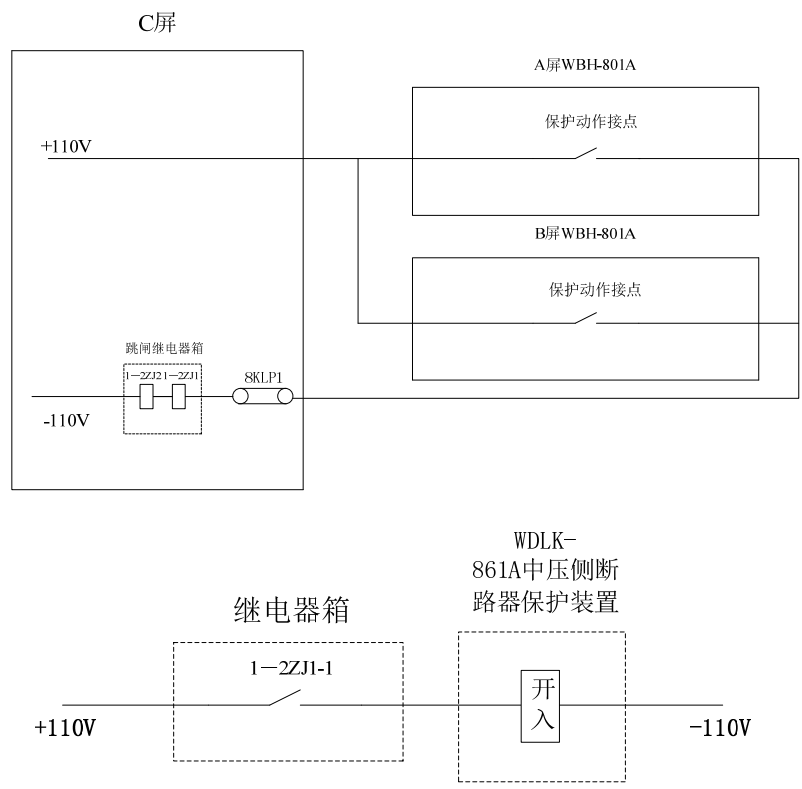 C屏
A屏WBH-801A
保护动作接点
+110V
B屏WBH-801A
保护动作接点
跳闸继电器箱
1—2ZJ2 1—2ZJ1
8KLP1
-110V
WDLK-
861A中压侧断
路器保护装置
继电器箱
1—2ZJ1-1
开
入
+110V
-110V